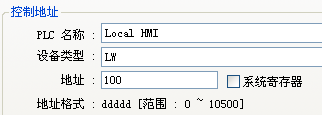 控制地址
PLC 名称 : Local HMI
设备类型 : LW
地址 : 100 系统寄存器
地址格式 : ddddd [范围 : 0 ~ 10500]